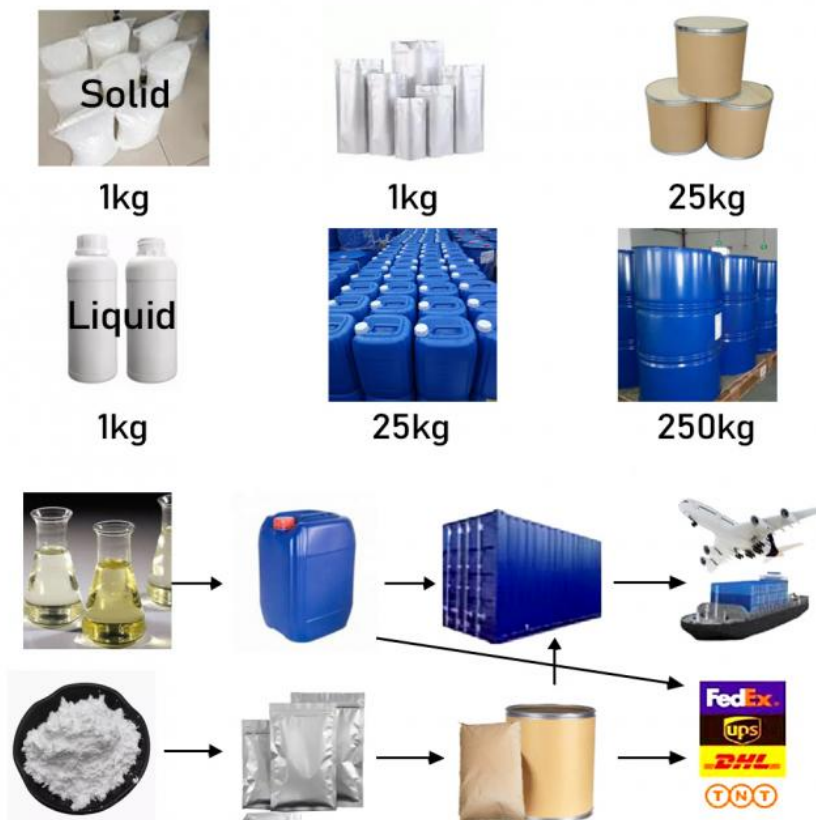 Solid
1kg
1kg
25kg
Liquid
1kg
25kg
250kg
FedEx.
ups
DHL
TNT